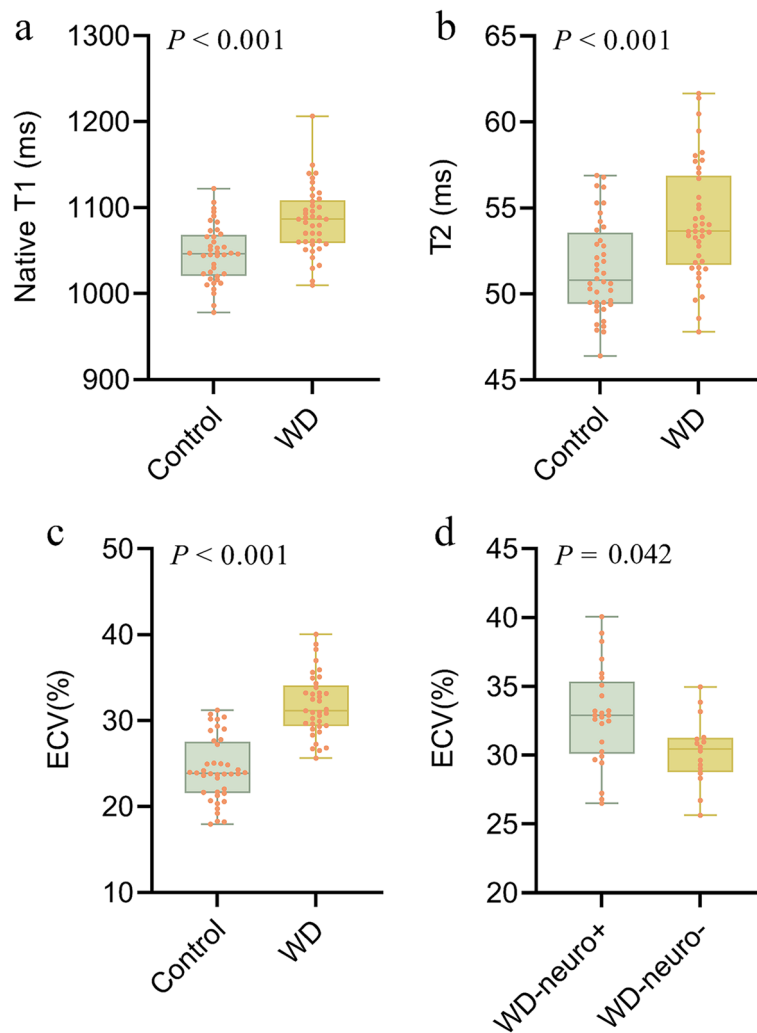 a
P < 0.001
Native T1 (ms)
1300
1200
1100
1000
900
Control
WD
b
P < 0.001
T2 (ms)
65
60
55
50
45
Control
WD
c
P < 0.001
ECV(%)
50
40
30
20
10
Control
WD
d
P = 0.042
ECV(%)
45
40
35
30
25
20
WD-neuro+
WD-neuro-